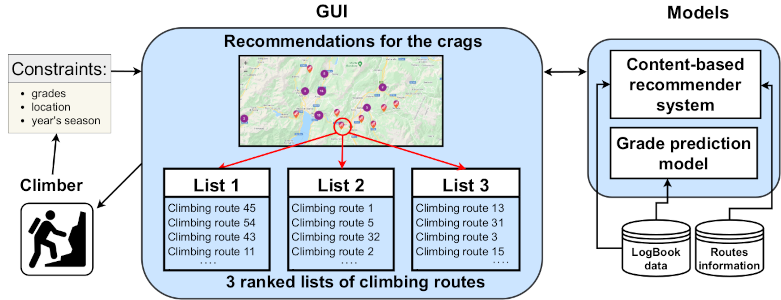 GUI
Models
Recommendations for the crags
Constraints:
• grades
• location
• year's season
Climber
List 1
Climbing route 45
Climbing route 54
Climbing route 43
Climbing route 11
....
List 2
Climbing route 1
Climbing route 5
Climbing route 32
Climbing route 2
....
List 3
Climbing route 13
Climbing route 31
Climbing route 3
Climbing route 15
....
3 ranked lists of climbing routes
Content-based
recommender
system
Grade prediction
model
LogBook
data
Routes
information